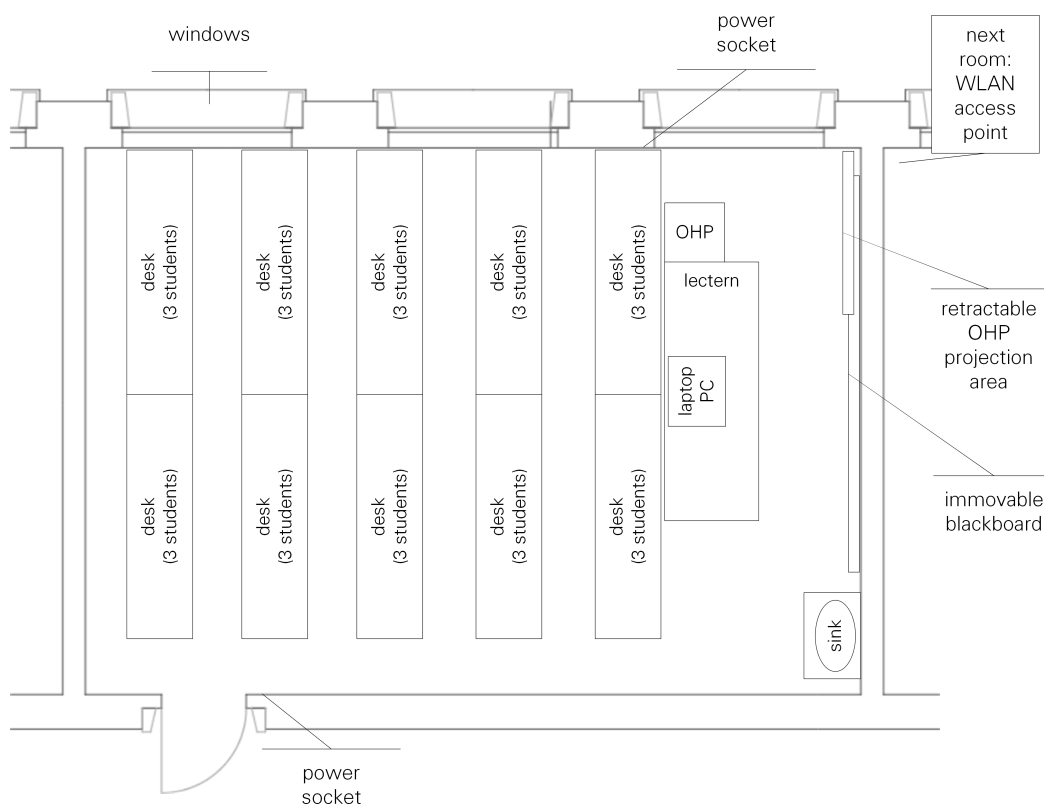 windows
power
socket
next
room:
WLAN
access
point
desk
(3 students)
desk
(3 students)
desk
(3 students)
desk
(3 students)
desk
(3 students)
OHP
lectern
laptop
PC
retractable
OHP
projection
area
desk
(3 students)
desk
(3 students)
desk
(3 students)
desk
(3 students)
desk
(3 students)
immovable
blackboard
sink
power
socket